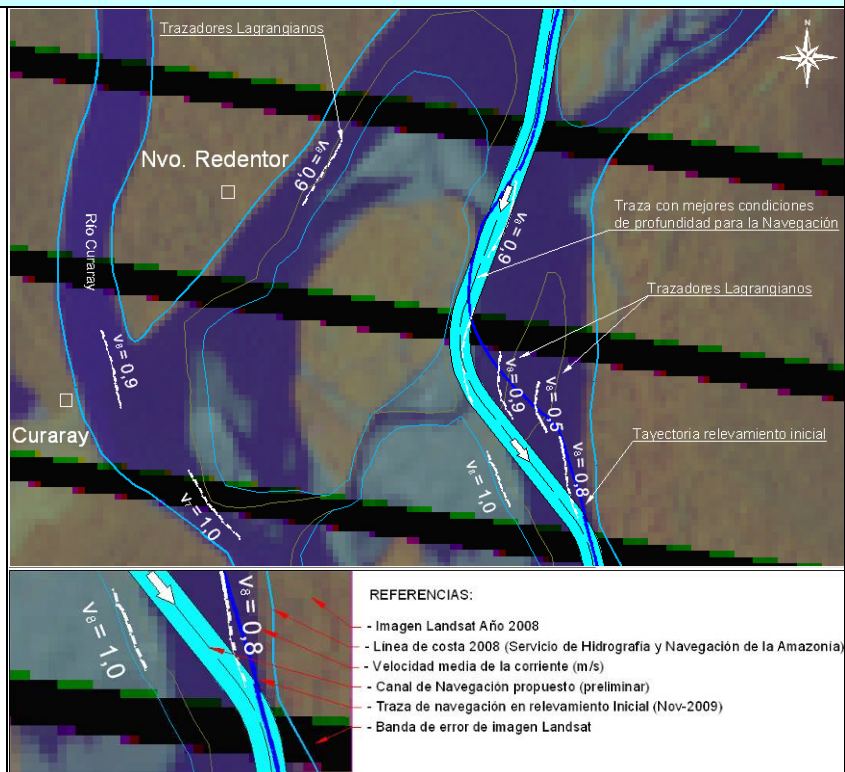 N
Trazadores Lagrangianos
V₈= 0,9
Nvo. Redentor
Río Curaray
Traza con mejores condiciones
de profundidad para la Navegación
V₈= 0,9
Trazadores Lagrangianos
V₈= 0,9
V₈= 0,9
V₈= 0,5
Curaray
Tayectoria relevamiento inicial
V₈= 0,8
V₈= 1,0
V₇= 1,0
REFERENCIAS:
- Imagen Landsat Año 2008
- Línea de costa 2008 (Servicio de Hidrografía y Navegación de la Amazonía)
- Velocidad media de la corriente (m/s)
- Canal de Navegación propuesto (preliminar)
- Traza de navegación en relevamiento Inicial (Nov-2009)
- Banda de error de imagen Landsat
V₈= 1,0
V₈= 0,8